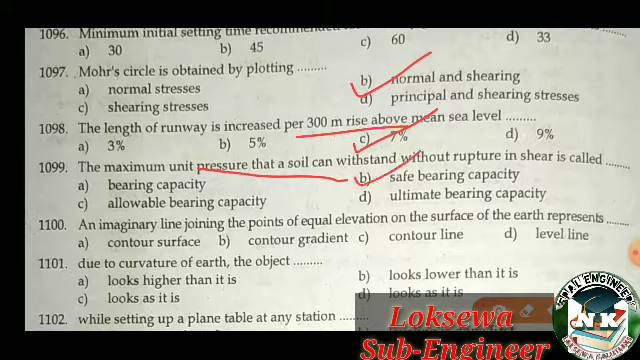 1096. Minimum initial setting time recommended
a) 30 b) 45 c) 60 d) 33
1097. Mohr's circle is obtained by plotting .........
a) normal stresses b) normal and shearing
c) shearing stresses d) principal and shearing stresses
1098. The length of runway is increased per 300 m rise above mean sea level .........
a) 3% b) 5% c) 7% d) 9%
1099. The maximum unit pressure that a soil can withstand without rupture in shear is called ........
a) bearing capacity b) safe bearing capacity
c) allowable bearing capacity d) ultimate bearing capacity
1100. An imaginary line joining the points of equal elevation on the surface of the earth represents ........
a) contour surface b) contour gradient c) contour line d) level line
1101. due to curvature of earth, the object .........
a) looks higher than it is b) looks lower than it is
c) looks as it is d) looks as it is
1102. while setting up a plane table at any station .........
Loksewa
Sub-Engineer
NK